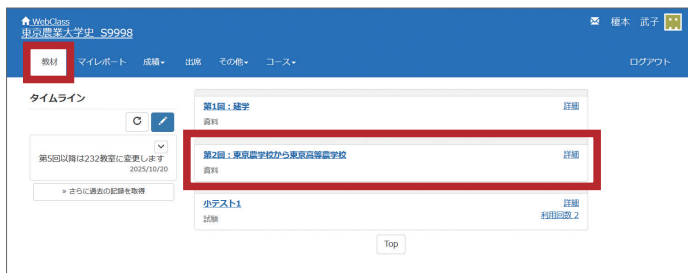 WebClass
東京農業大学史_S9998
榎本 武子
教材 マイレポート 成績 出席 その他 コース ログアウト
タイムライン
第5回以降は232教室に変更します
2025/10/20
» さらに過去の記録を取得
第1回：建学 詳細
資料
第2回：東京農学校から東京高等農学校 詳細
資料
小テスト1 詳細
試験 利用回数 2
Top